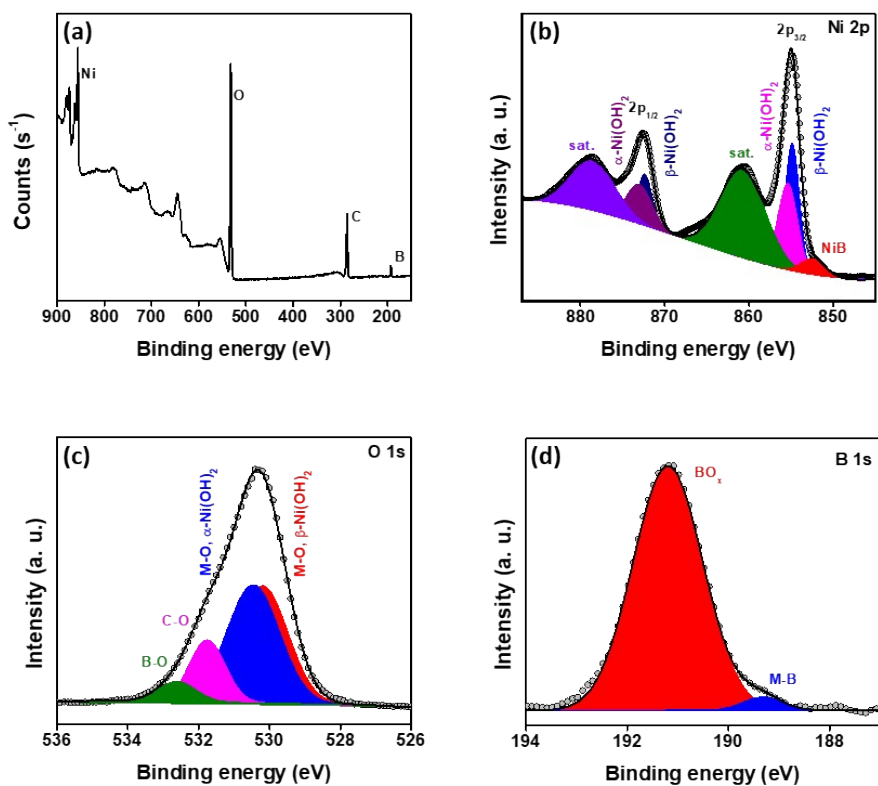 (a)
Ni
O
C
B
Counts (s⁻¹)
900 800 700 600 500 400 300 200
Binding energy (eV)
(b)
Ni 2p
2p₃/₂
2p₁/₂
sat.
α-Ni(OH)₂
β-Ni(OH)₂
sat.
α-Ni(OH)₂
β-Ni(OH)₂
NiB
Intensity (a. u.)
880 870 860 850
Binding energy (eV)
(c)
O 1s
M-O, α-Ni(OH)₂
M-O, β-Ni(OH)₂
C-O
B-O
Intensity (a. u.)
536 534 532 530 528 526
Binding energy (eV)
(d)
B 1s
BOₓ
M-B
Intensity (a. u.)
194 192 190 188
Binding energy (eV)